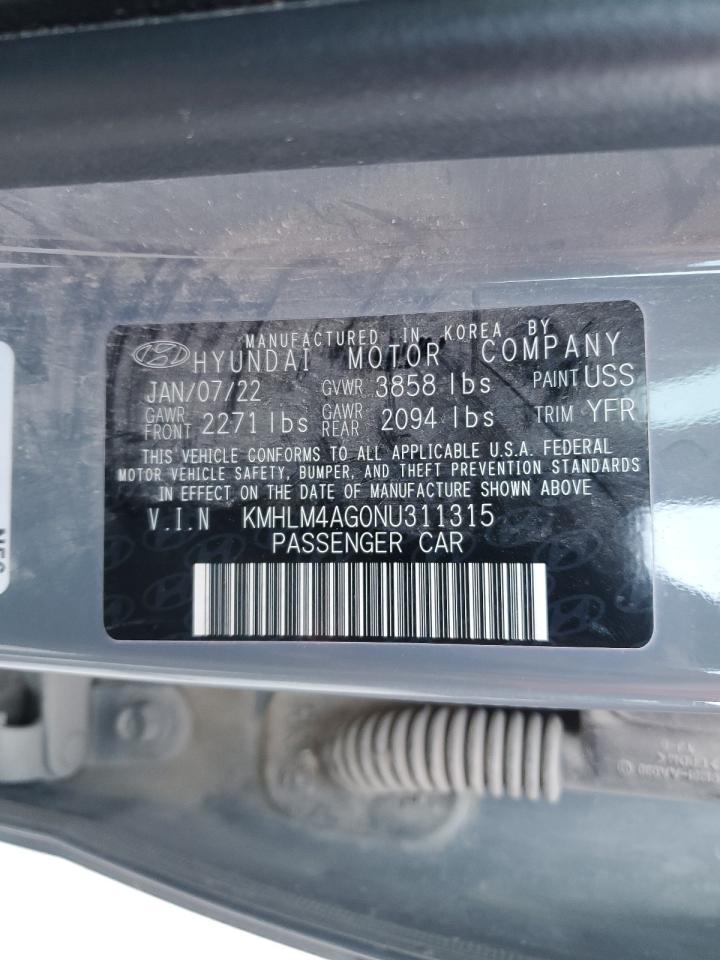 MANUFACTURED IN KOREA BY
HYUNDAI MOTOR COMPANY
JAN/07/22 GVWR 3858 lbs PAINT USS
GAWR FRONT 2271 lbs GAWR REAR 2094 lbs TRIM YFR
THIS VEHICLE CONFORMS TO ALL APPLICABLE U.S.A. FEDERAL
MOTOR VEHICLE SAFETY, BUMPER, AND THEFT PREVENTION STANDARDS
IN EFFECT ON THE DATE OF MANUFACTURE SHOWN ABOVE
V.I.N KMHLM4AG0NU311315
PASSENGER CAR